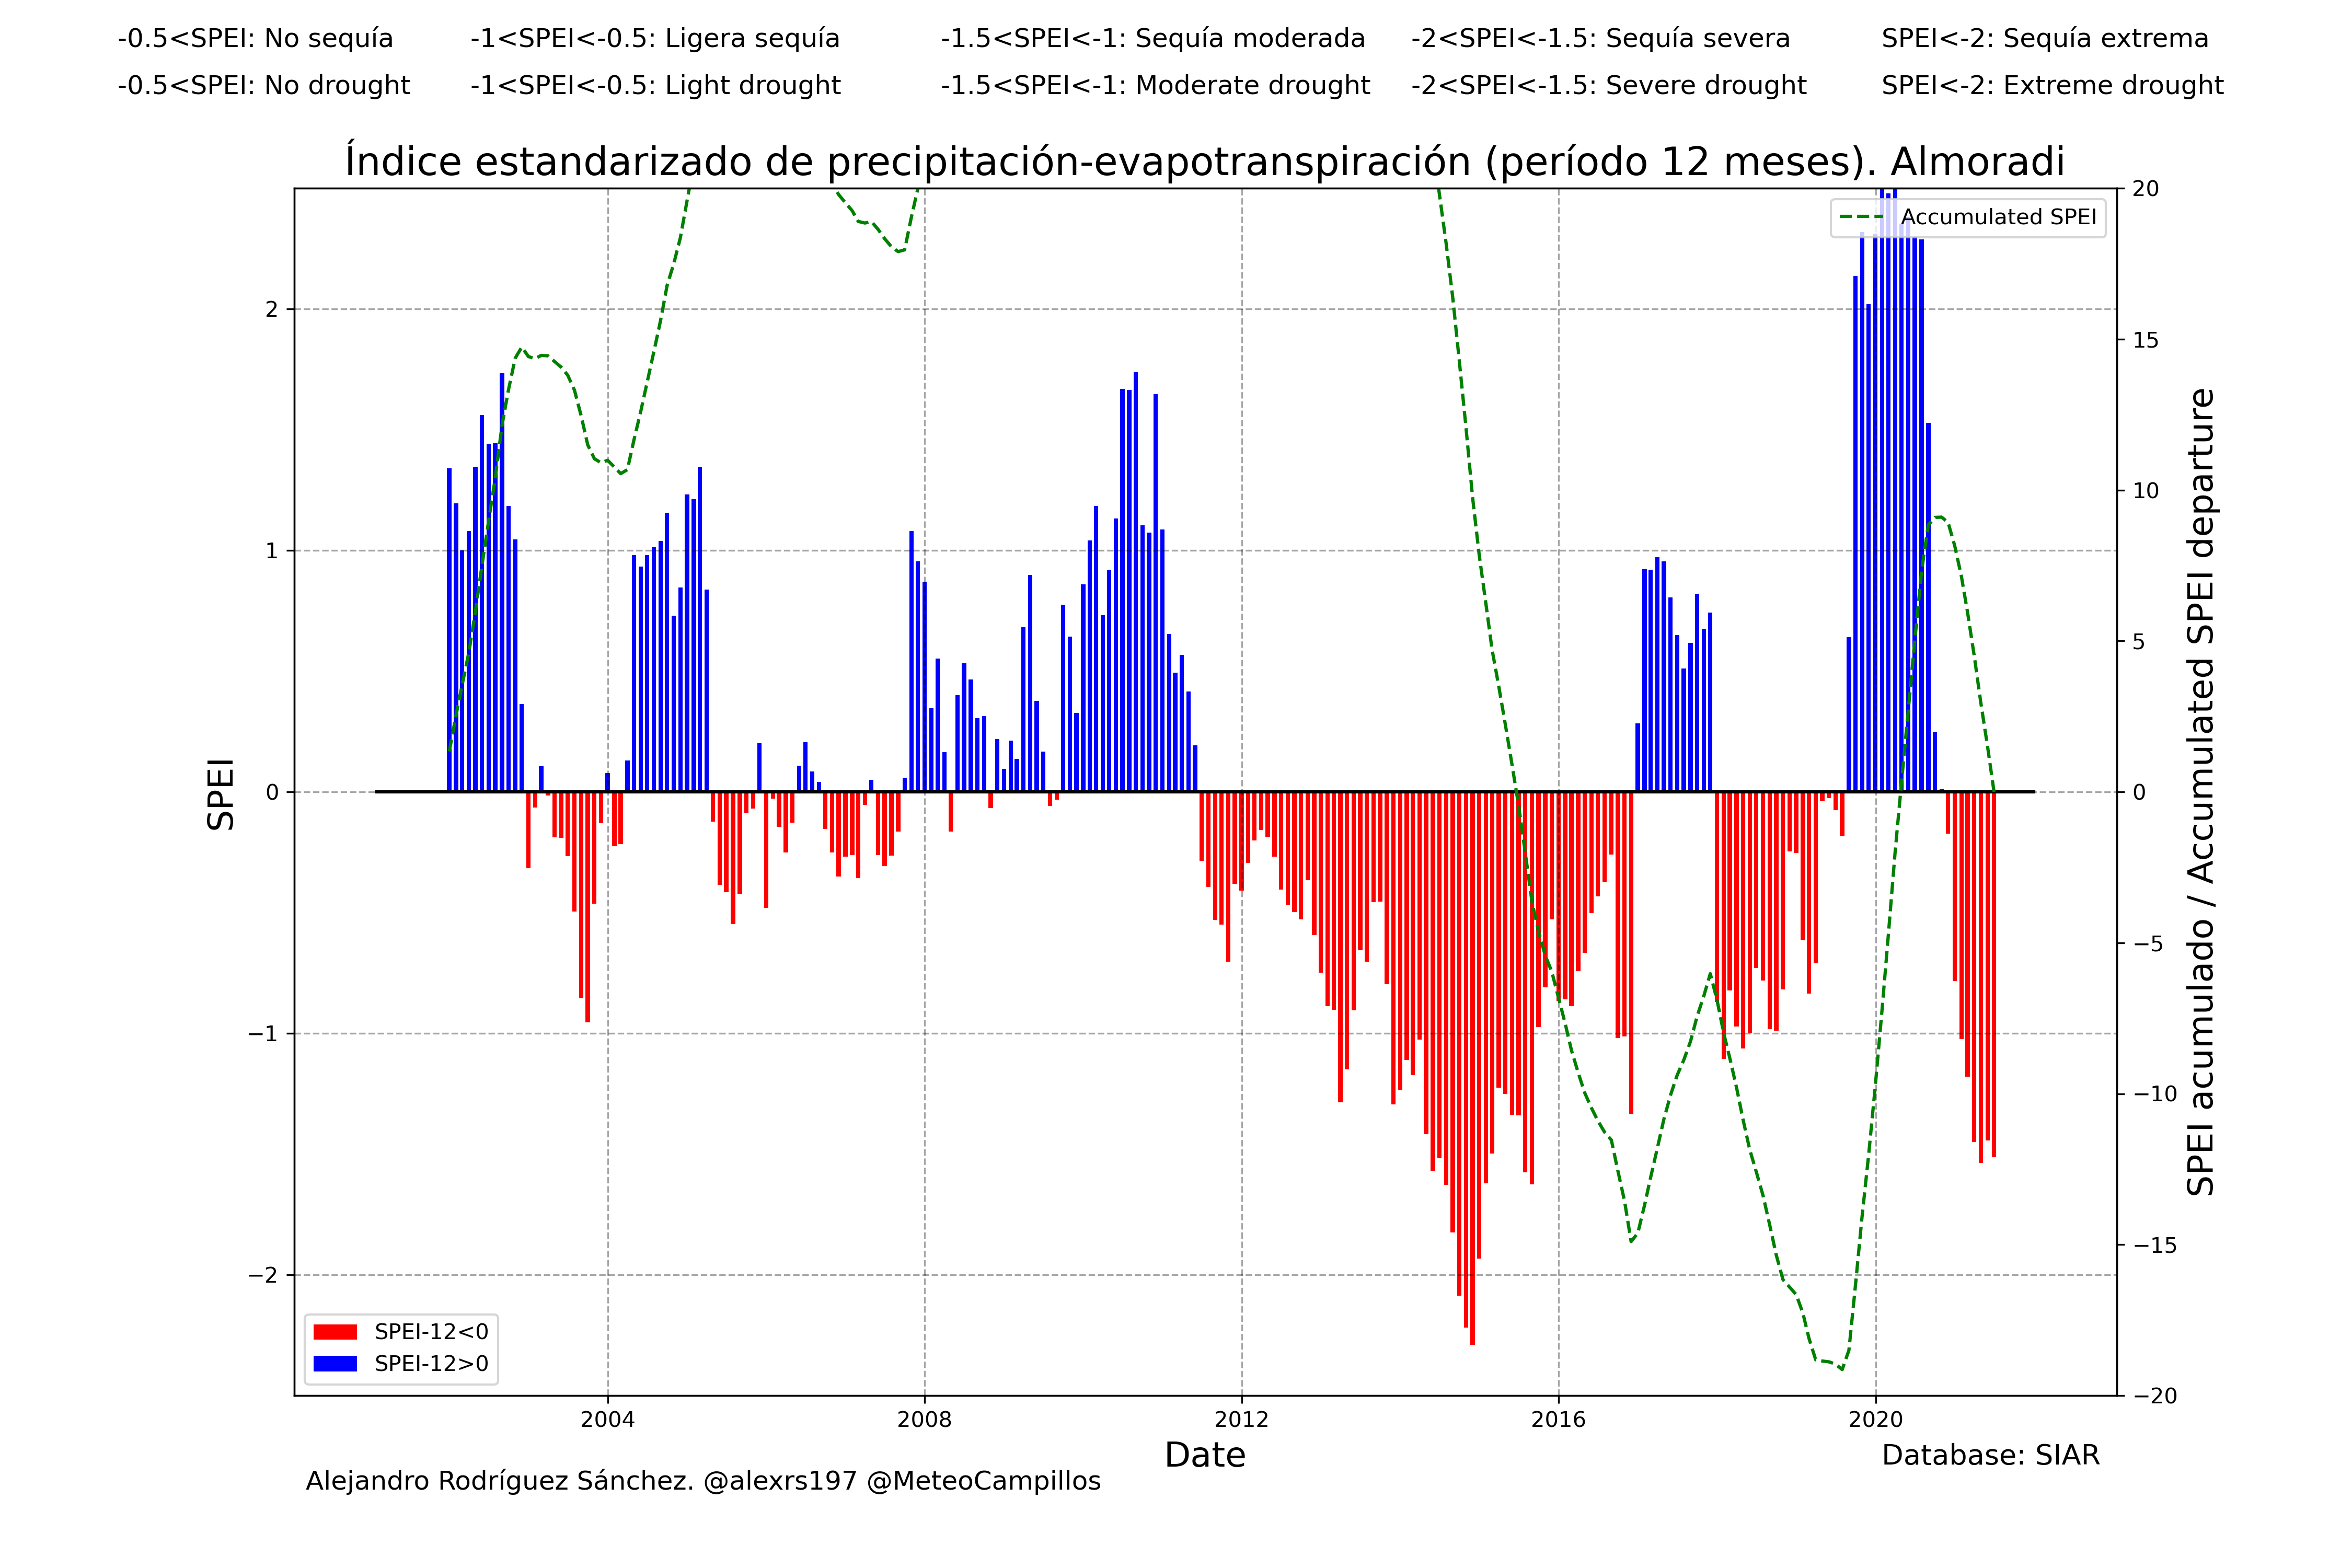 -0.5<SPEI: No sequía -1<SPEI<-0.5: Ligera sequía -1.5<SPEI<-1: Sequía moderada -2<SPEI<-1.5: Sequía severa SPEI<-2: Sequía extrema
-0.5<SPEI: No drought -1<SPEI<-0.5: Light drought -1.5<SPEI<-1: Moderate drought -2<SPEI<-1.5: Severe drought SPEI<-2: Extreme drought
Índice estandarizado de precipitación-evapotranspiración (período 12 meses). Almoradi
SPEI
2
1
0
−1
−2
Accumulated SPEI
20
15
10
5
0
−5
−10
−15
−20
SPEI acumulado / Accumulated SPEI departure
SPEI-12<0
SPEI-12>0
2004 2008 2012 2016 2020
Date
Database: SIAR
Alejandro Rodríguez Sánchez. @alexrs197 @MeteoCampillos